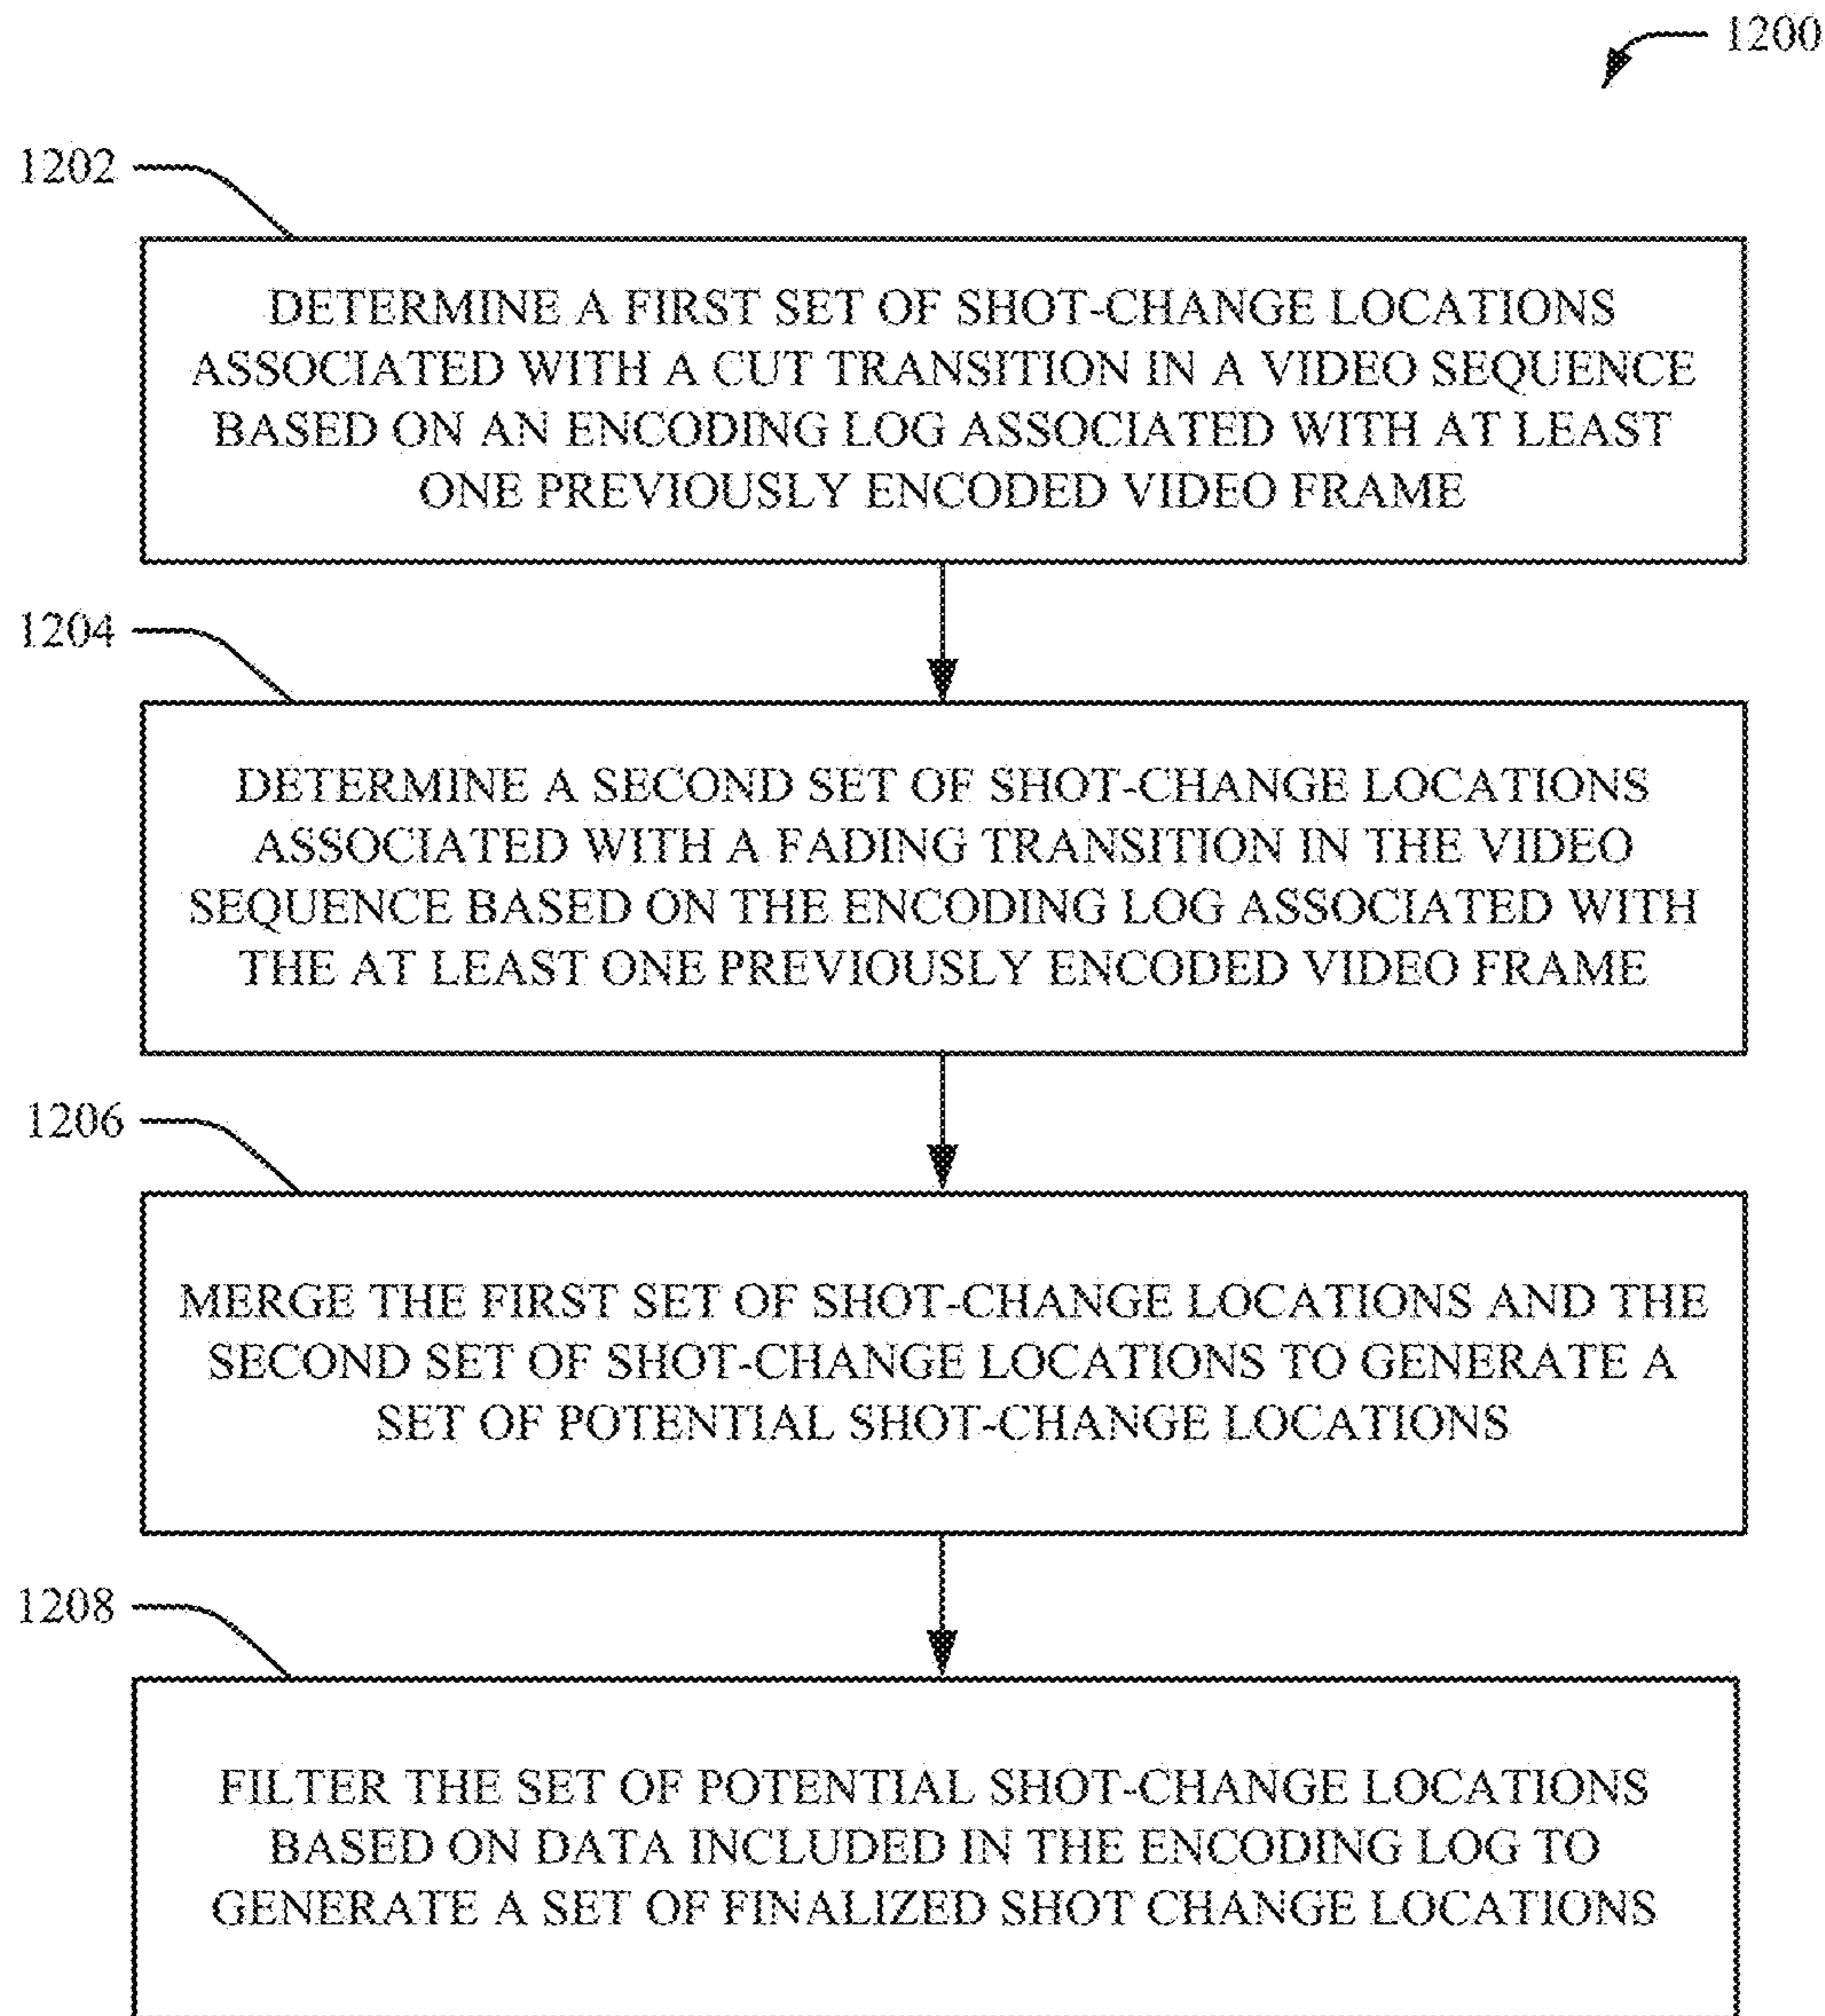 1200
1202
DETERMINE A FIRST SET OF SHOT-CHANGE LOCATIONS
ASSOCIATED WITH A CUT TRANSITION IN A VIDEO SEQUENCE
BASED ON AN ENCODING LOG ASSOCIATED WITH AT LEAST
ONE PREVIOUSLY ENCODED VIDEO FRAME
1204
DETERMINE A SECOND SET OF SHOT-CHANGE LOCATIONS
ASSOCIATED WITH A FADING TRANSITION IN THE VIDEO
SEQUENCE BASED ON THE ENCODING LOG ASSOCIATED WITH
THE AT LEAST ONE PREVIOUSLY ENCODED VIDEO FRAME
1206
MERGE THE FIRST SET OF SHOT-CHANGE LOCATIONS AND THE
SECOND SET OF SHOT-CHANGE LOCATIONS TO GENERATE A
SET OF POTENTIAL SHOT-CHANGE LOCATIONS
1208
FILTER THE SET OF POTENTIAL SHOT-CHANGE LOCATIONS
BASED ON DATA INCLUDED IN THE ENCODING LOG TO
GENERATE A SET OF FINALIZED SHOT CHANGE LOCATIONS